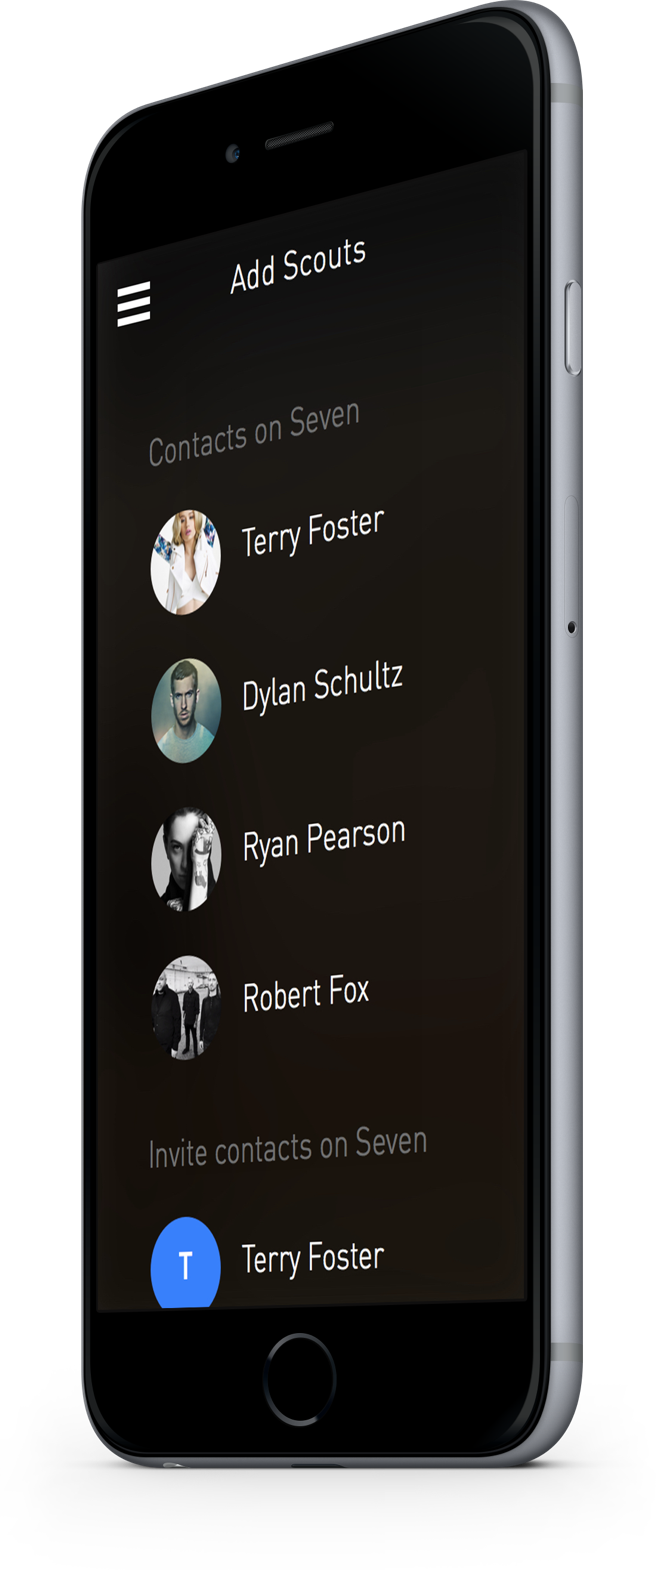 Add Scouts
Contacts on Seven
Terry Foster
Dylan Schultz
Ryan Pearson
Robert Fox
Invite contacts on Seven
T
Terry Foster